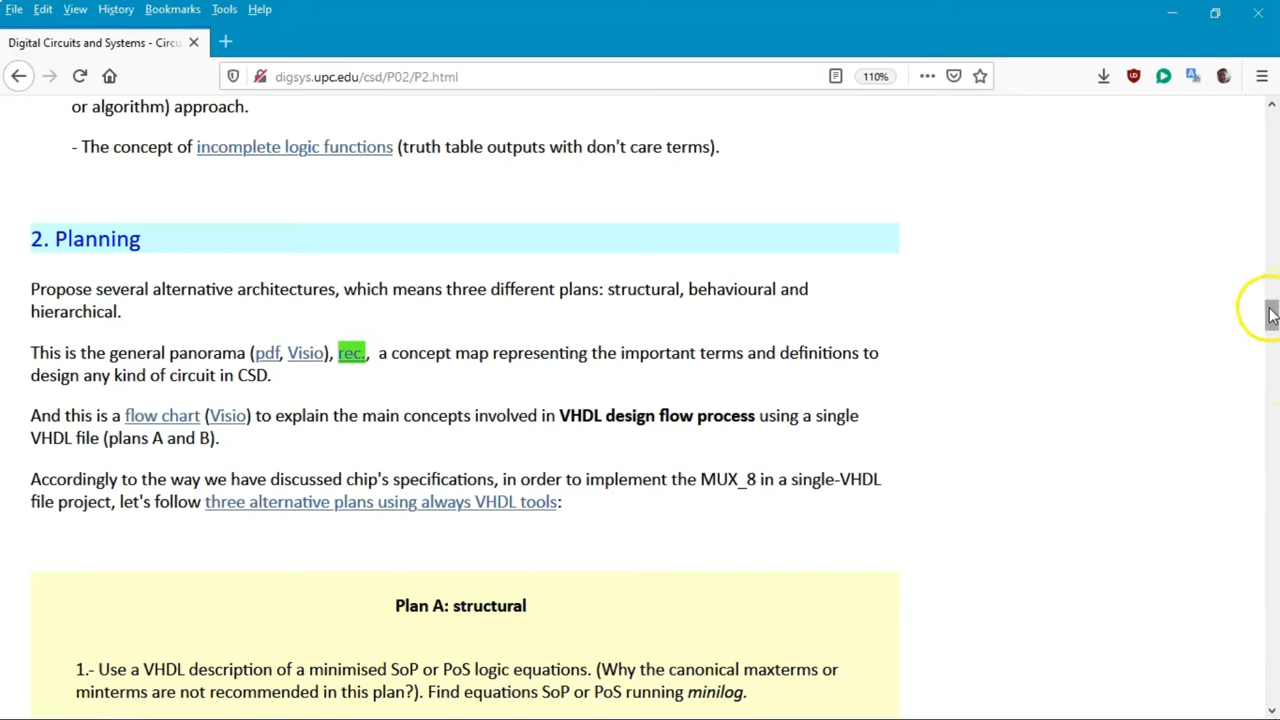 File Edit View History Bookmarks Tools Help
Digital Circuits and Systems - Circu
digsys.upc.edu/csd/P02/P2.html 110%
or algorithm) approach.
- The concept of incomplete logic functions (truth table outputs with don't care terms).
2. Planning
Propose several alternative architectures, which means three different plans: structural, behavioural and
hierarchical.
This is the general panorama (pdf, Visio), rec., a concept map representing the important terms and definitions to
design any kind of circuit in CSD.
And this is a flow chart (Visio) to explain the main concepts involved in VHDL design flow process using a single
VHDL file (plans A and B).
Accordingly to the way we have discussed chip's specifications, in order to implement the MUX_8 in a single-VHDL
file project, let's follow three alternative plans using always VHDL tools:
Plan A: structural
1.- Use a VHDL description of a minimised SoP or PoS logic equations. (Why the canonical maxterms or
minterms are not recommended in this plan?). Find equations SoP or PoS running minilog.